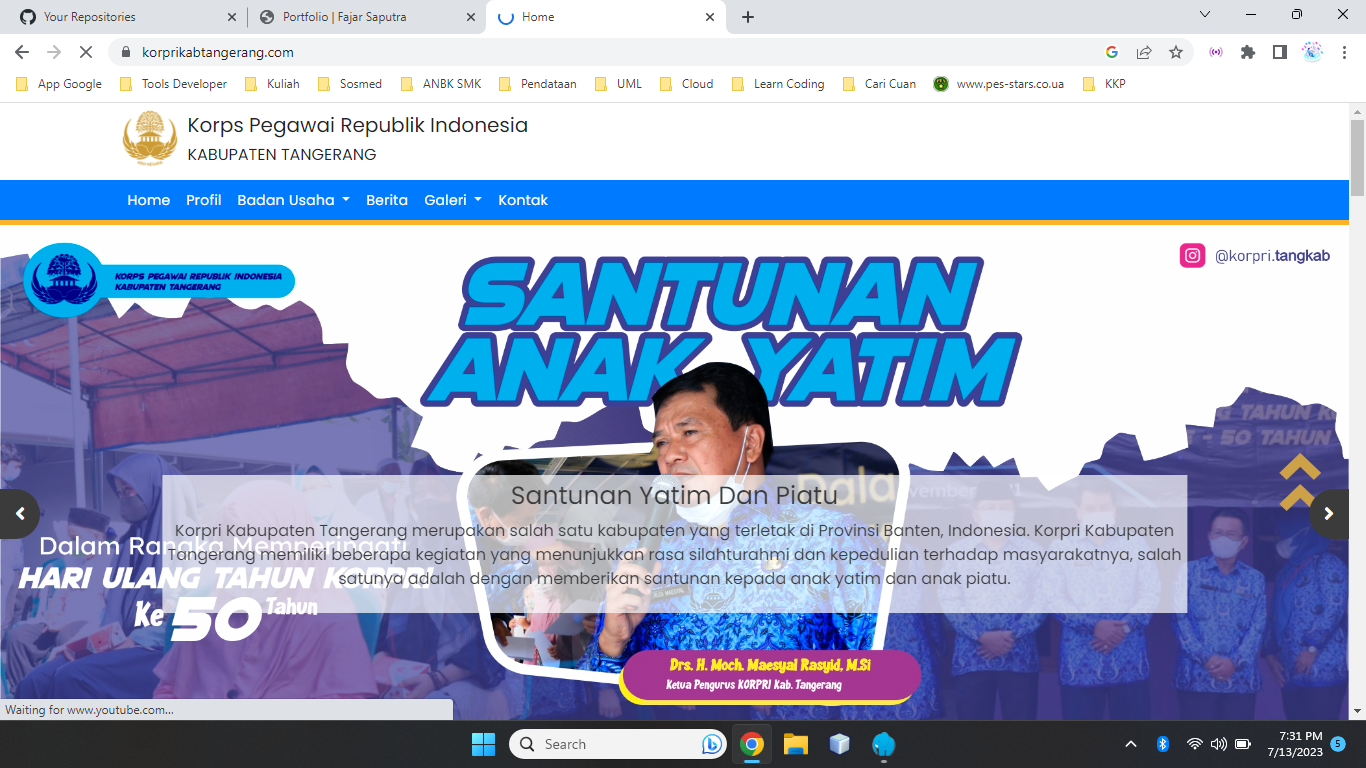 Your Repositories
Portfolio | Fajar Saputra
Home
korprikabtangerang.com
App Google
Tools Developer
Kuliah
Sosmed
ANBK SMK
Pendataan
UML
Cloud
Learn Coding
Cari Cuan
www.pes-stars.co.ua
KKP
Korps Pegawai Republik Indonesia
KABUPATEN TANGERANG
Home
Profil
Badan Usaha
Berita
Galeri
Kontak
KORPS PEGAWAI REPUBLIK INDONESIA
KABUPATEN TANGERANG
@korpri.tangkab
SANTUNAN
ANAK YATIM
TAHUN KO
- 50 TAHUN
Dala
vember
Santunan Yatim Dan Piatu
Korpri Kabupaten Tangerang merupakan salah satu kabupaten yang terletak di Provinsi Banten, Indonesia. Korpri Kabupaten
Tangerang memiliki beberapa kegiatan yang menunjukkan rasa silahturahmi dan kepedulian terhadap masyarakatnya, salah
satunya adalah dengan memberikan santunan kepada anak yatim dan anak piatu.
Dalam Rangka Memperingati
HARI ULANG TAHUN KORPRI
Ke 50 Tahun
Drs. H. Moch. Maesyal Rasyid, M.Si
Ketua Pengurus KORPRI Kab. Tangerang
Waiting for www.youtube.com...
Search
7:31 PM
7/13/2023
5